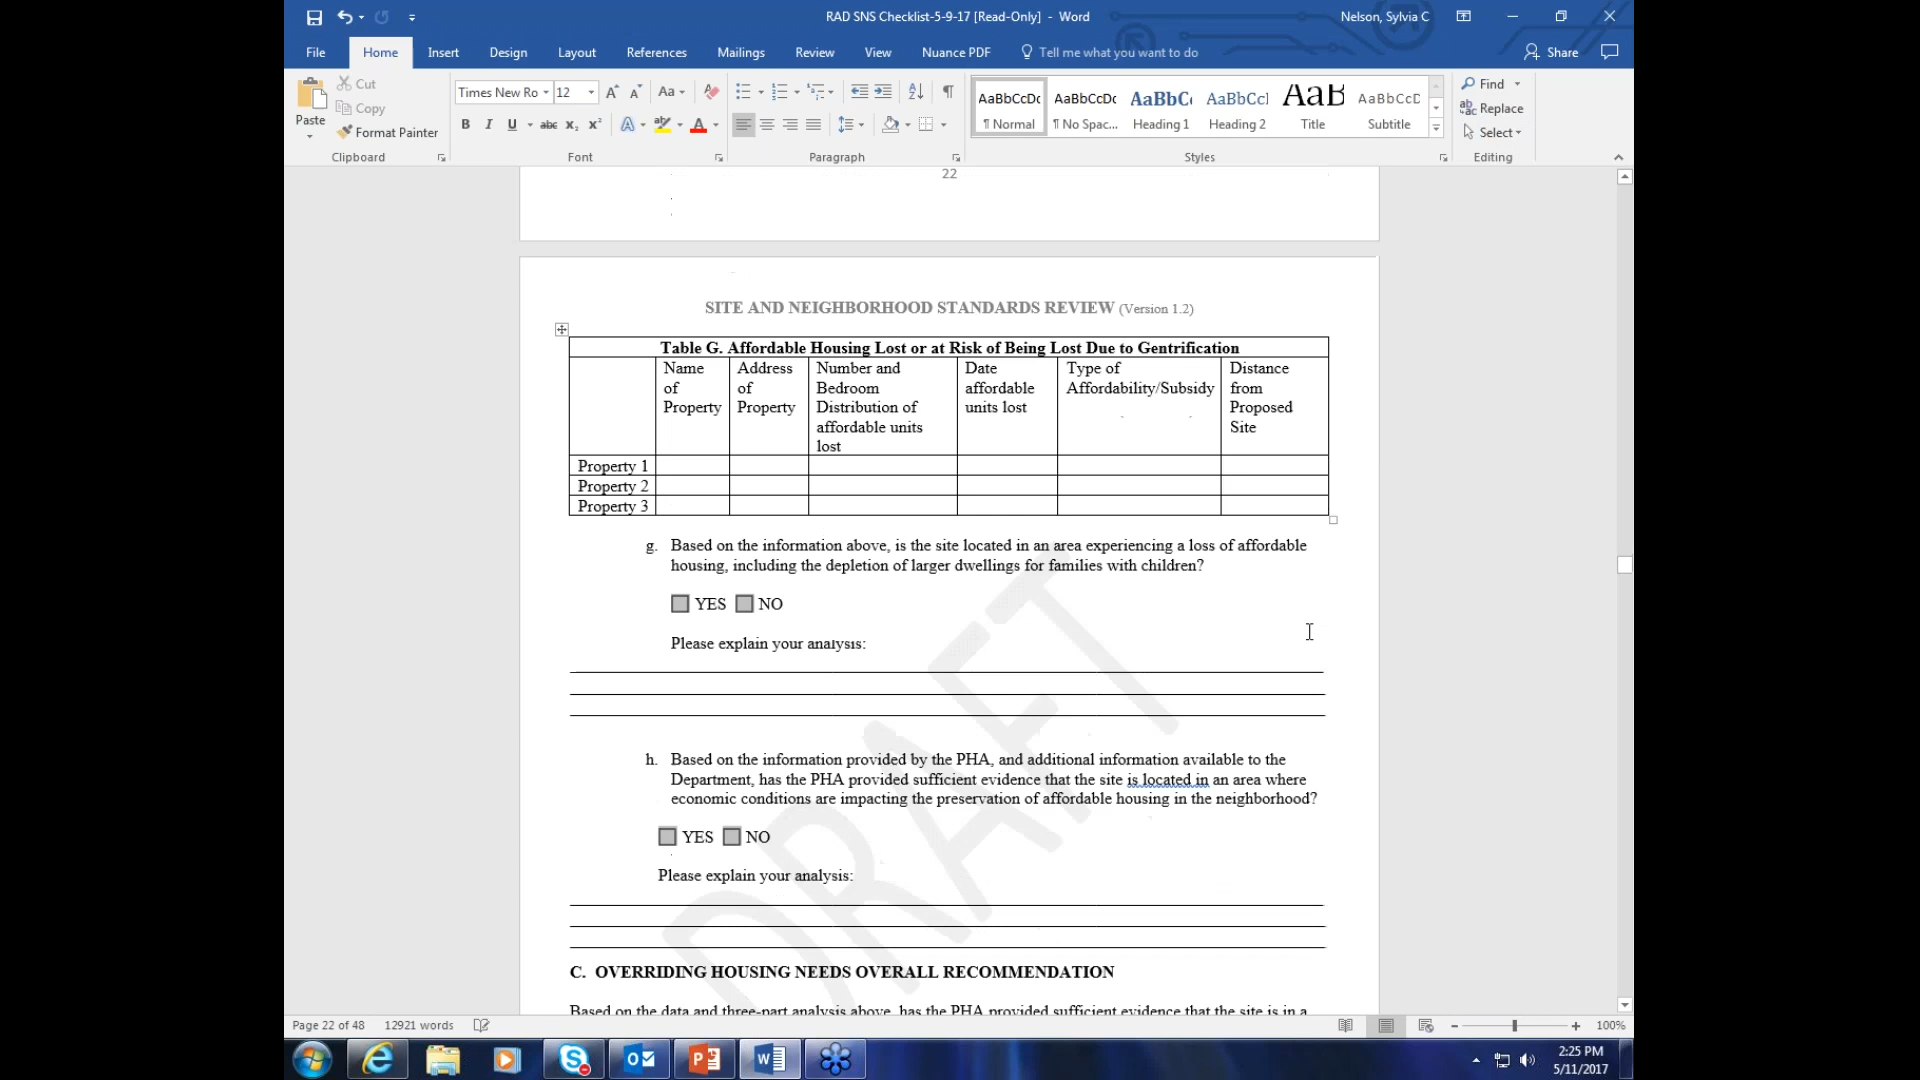 RAD SNS Checklist-5-9-17 [Read-Only] - Word
Nelson, Sylvia C
File Home Insert Design Layout References Mailings Review View Nuance PDF Tell me what you want to do Share
Paste
Cut
Copy
Format Painter
Clipboard
Times New Ro 12
Font
Paragraph
AaBbCcDc AaBbCcDc AaBbC AaBbCcI AaB AaBbCcD
¶ Normal ¶ No Spac... Heading 1 Heading 2 Title Subtitle
Styles
Find
Replace
Select
Editing
22
SITE AND NEIGHBORHOOD STANDARDS REVIEW (Version 1.2)
Table G. Affordable Housing Lost or at Risk of Being Lost Due to Gentrification
Name of Property
Address of Property
Number and Bedroom Distribution of affordable units lost
Date affordable units lost
Type of Affordability/Subsidy
Distance from Proposed Site
Property 1
Property 2
Property 3
g. Based on the information above, is the site located in an area experiencing a loss of affordable
housing, including the depletion of larger dwellings for families with children?
YES NO
Please explain your analysis:
h. Based on the information provided by the PHA, and additional information available to the
Department, has the PHA provided sufficient evidence that the site is located in an area where
economic conditions are impacting the preservation of affordable housing in the neighborhood?
YES NO
Please explain your analysis:
C. OVERRIDING HOUSING NEEDS OVERALL RECOMMENDATION
Based on the data and three-part analysis above, has the PHA provided sufficient evidence that the site is in a
DRAFT
Page 22 of 48 12921 words
100%
2:25 PM
5/11/2017